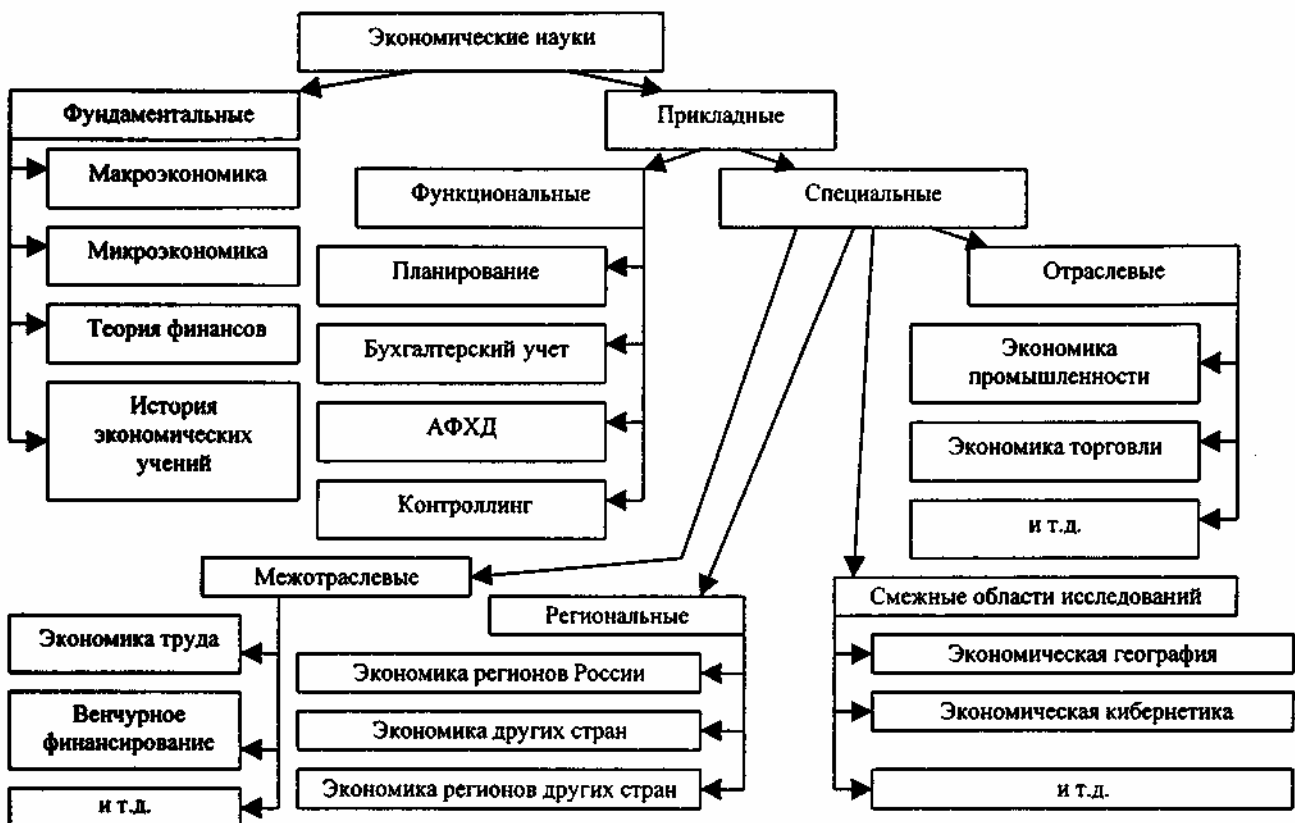 Экономические науки
Фундаментальные
Прикладные
Макроэкономика
Функциональные
Специальные
Микроэкономика
Планирование
Отраслевые
Теория финансов
Бухгалтерский учет
Экономика
промышленности
История
экономических
учений
АФХД
Экономика торговли
Контроллинг
и т.д.
Межотраслевые
Региональные
Смежные области исследований
Экономика труда
Экономика регионов России
Экономическая география
Венчурное
финансирование
Экономика других стран
Экономическая кибернетика
и т.д.
Экономика регионов других стран
и т.д.